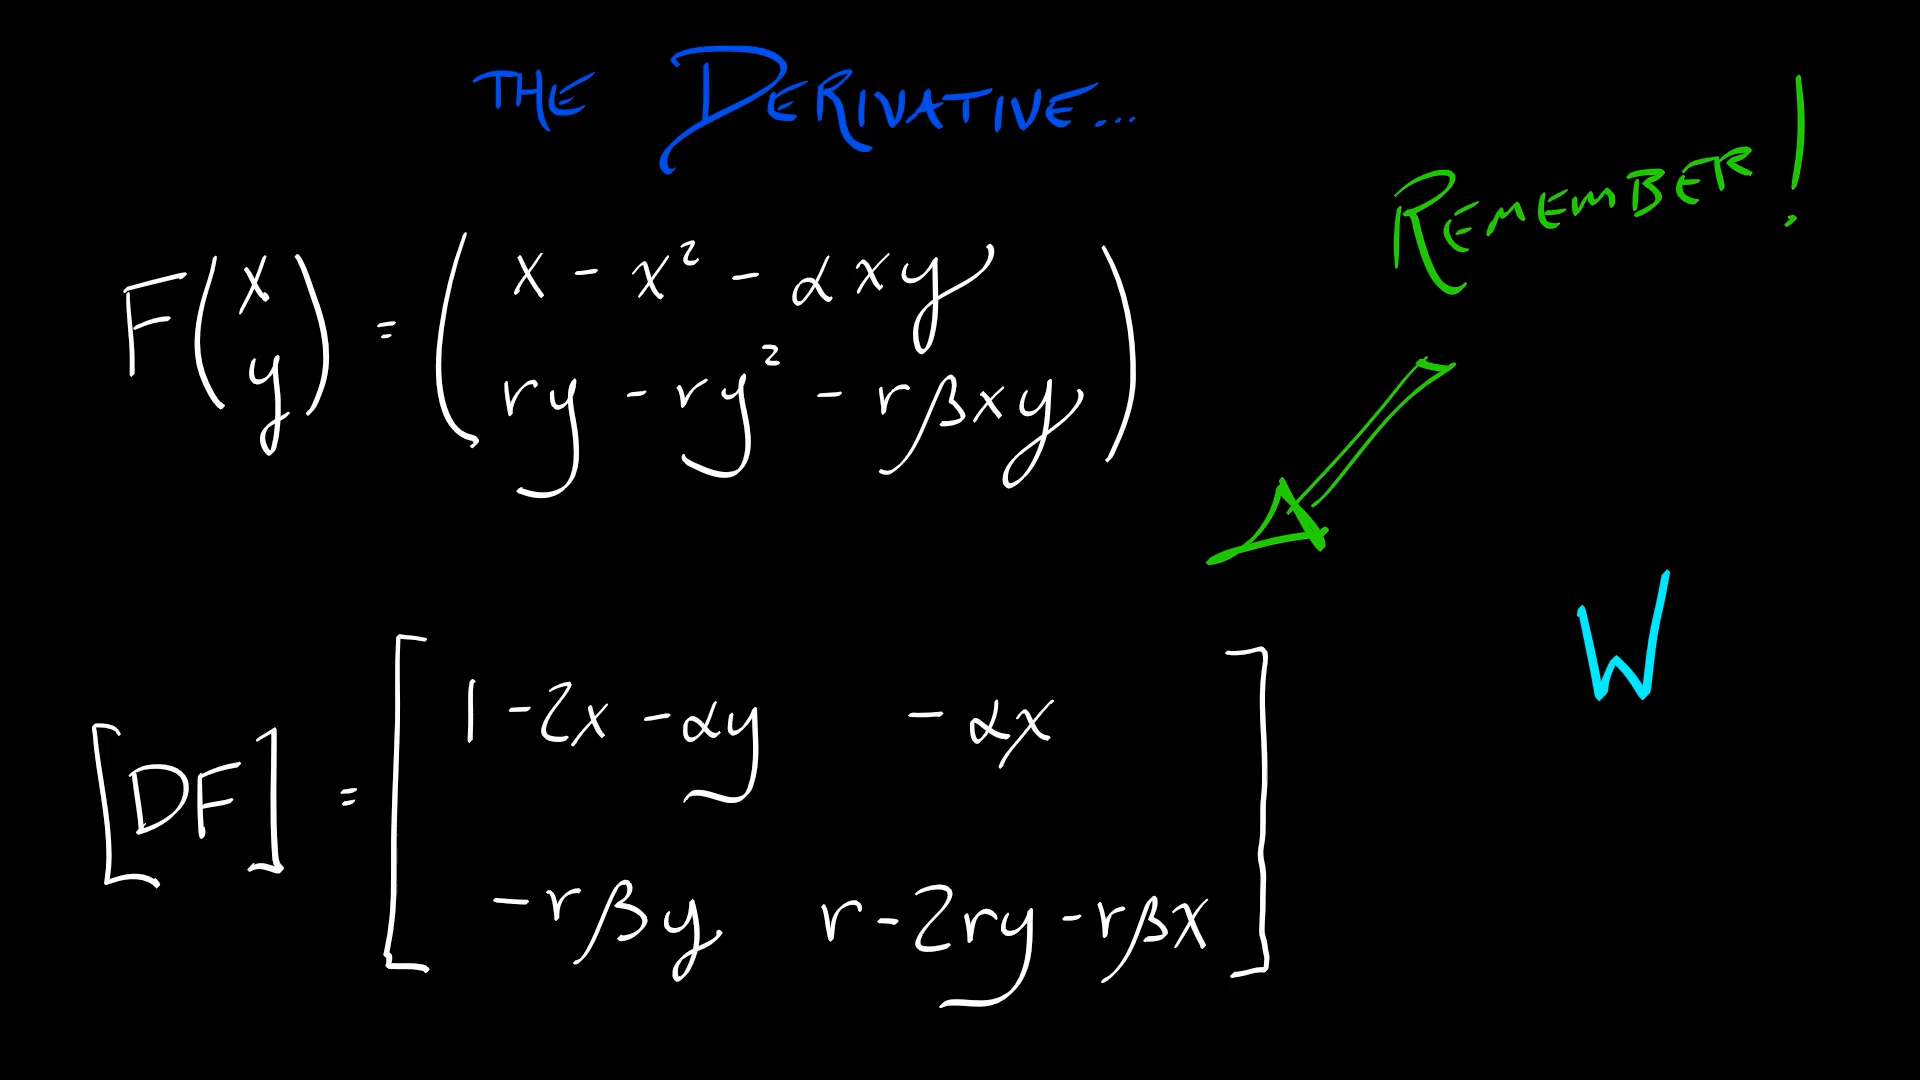 THE DERIVATIVE...
REMEMBER!
F(x y) = (x - x² - αxy
ry - ry² - rβxy)
[DF] = [1 - 2x - αy   - αx
- rβy   r - 2ry - rβx]
W